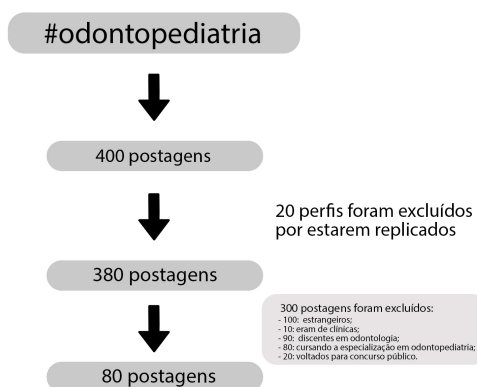 #odontopediatria
400 postagens
20 perfis foram excluídos
por estarem replicados
380 postagens
300 postagens foram excluídos:
- 100: estrangeiros;
- 10: eram de clínicas;
- 90: discentes em odontologia;
- 80: cursando a especialização em odontopediatria;
- 20: voltados para concurso público.
80 postagens